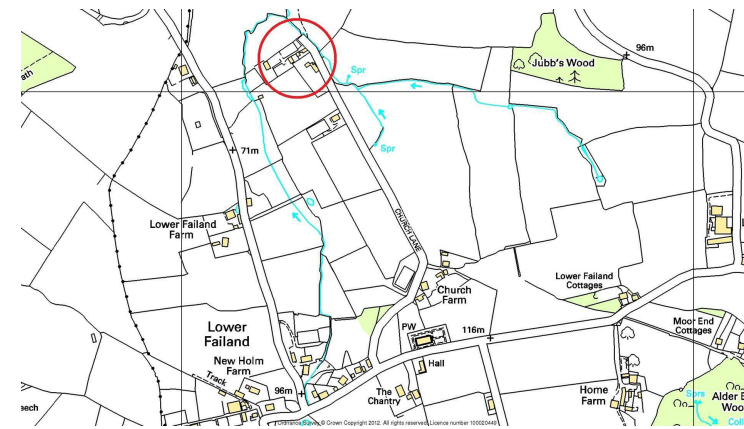 96m
Jubb's Wood
ath
Spr
Spr
71m
CHURCH LANE
Lower Failand
Farm
Lower Failand
Cottages
Church
Farm
Moor End
Cottages
PW
116m
Lower
Failand
New Holm
Farm
Hall
Track
96m
The
Chantry
Home
Farm
Sprs
Alder
Woo
eech
Coll
Ordnance Survey © Crown Copyright 2012. All rights reserved. Licence number 100020449